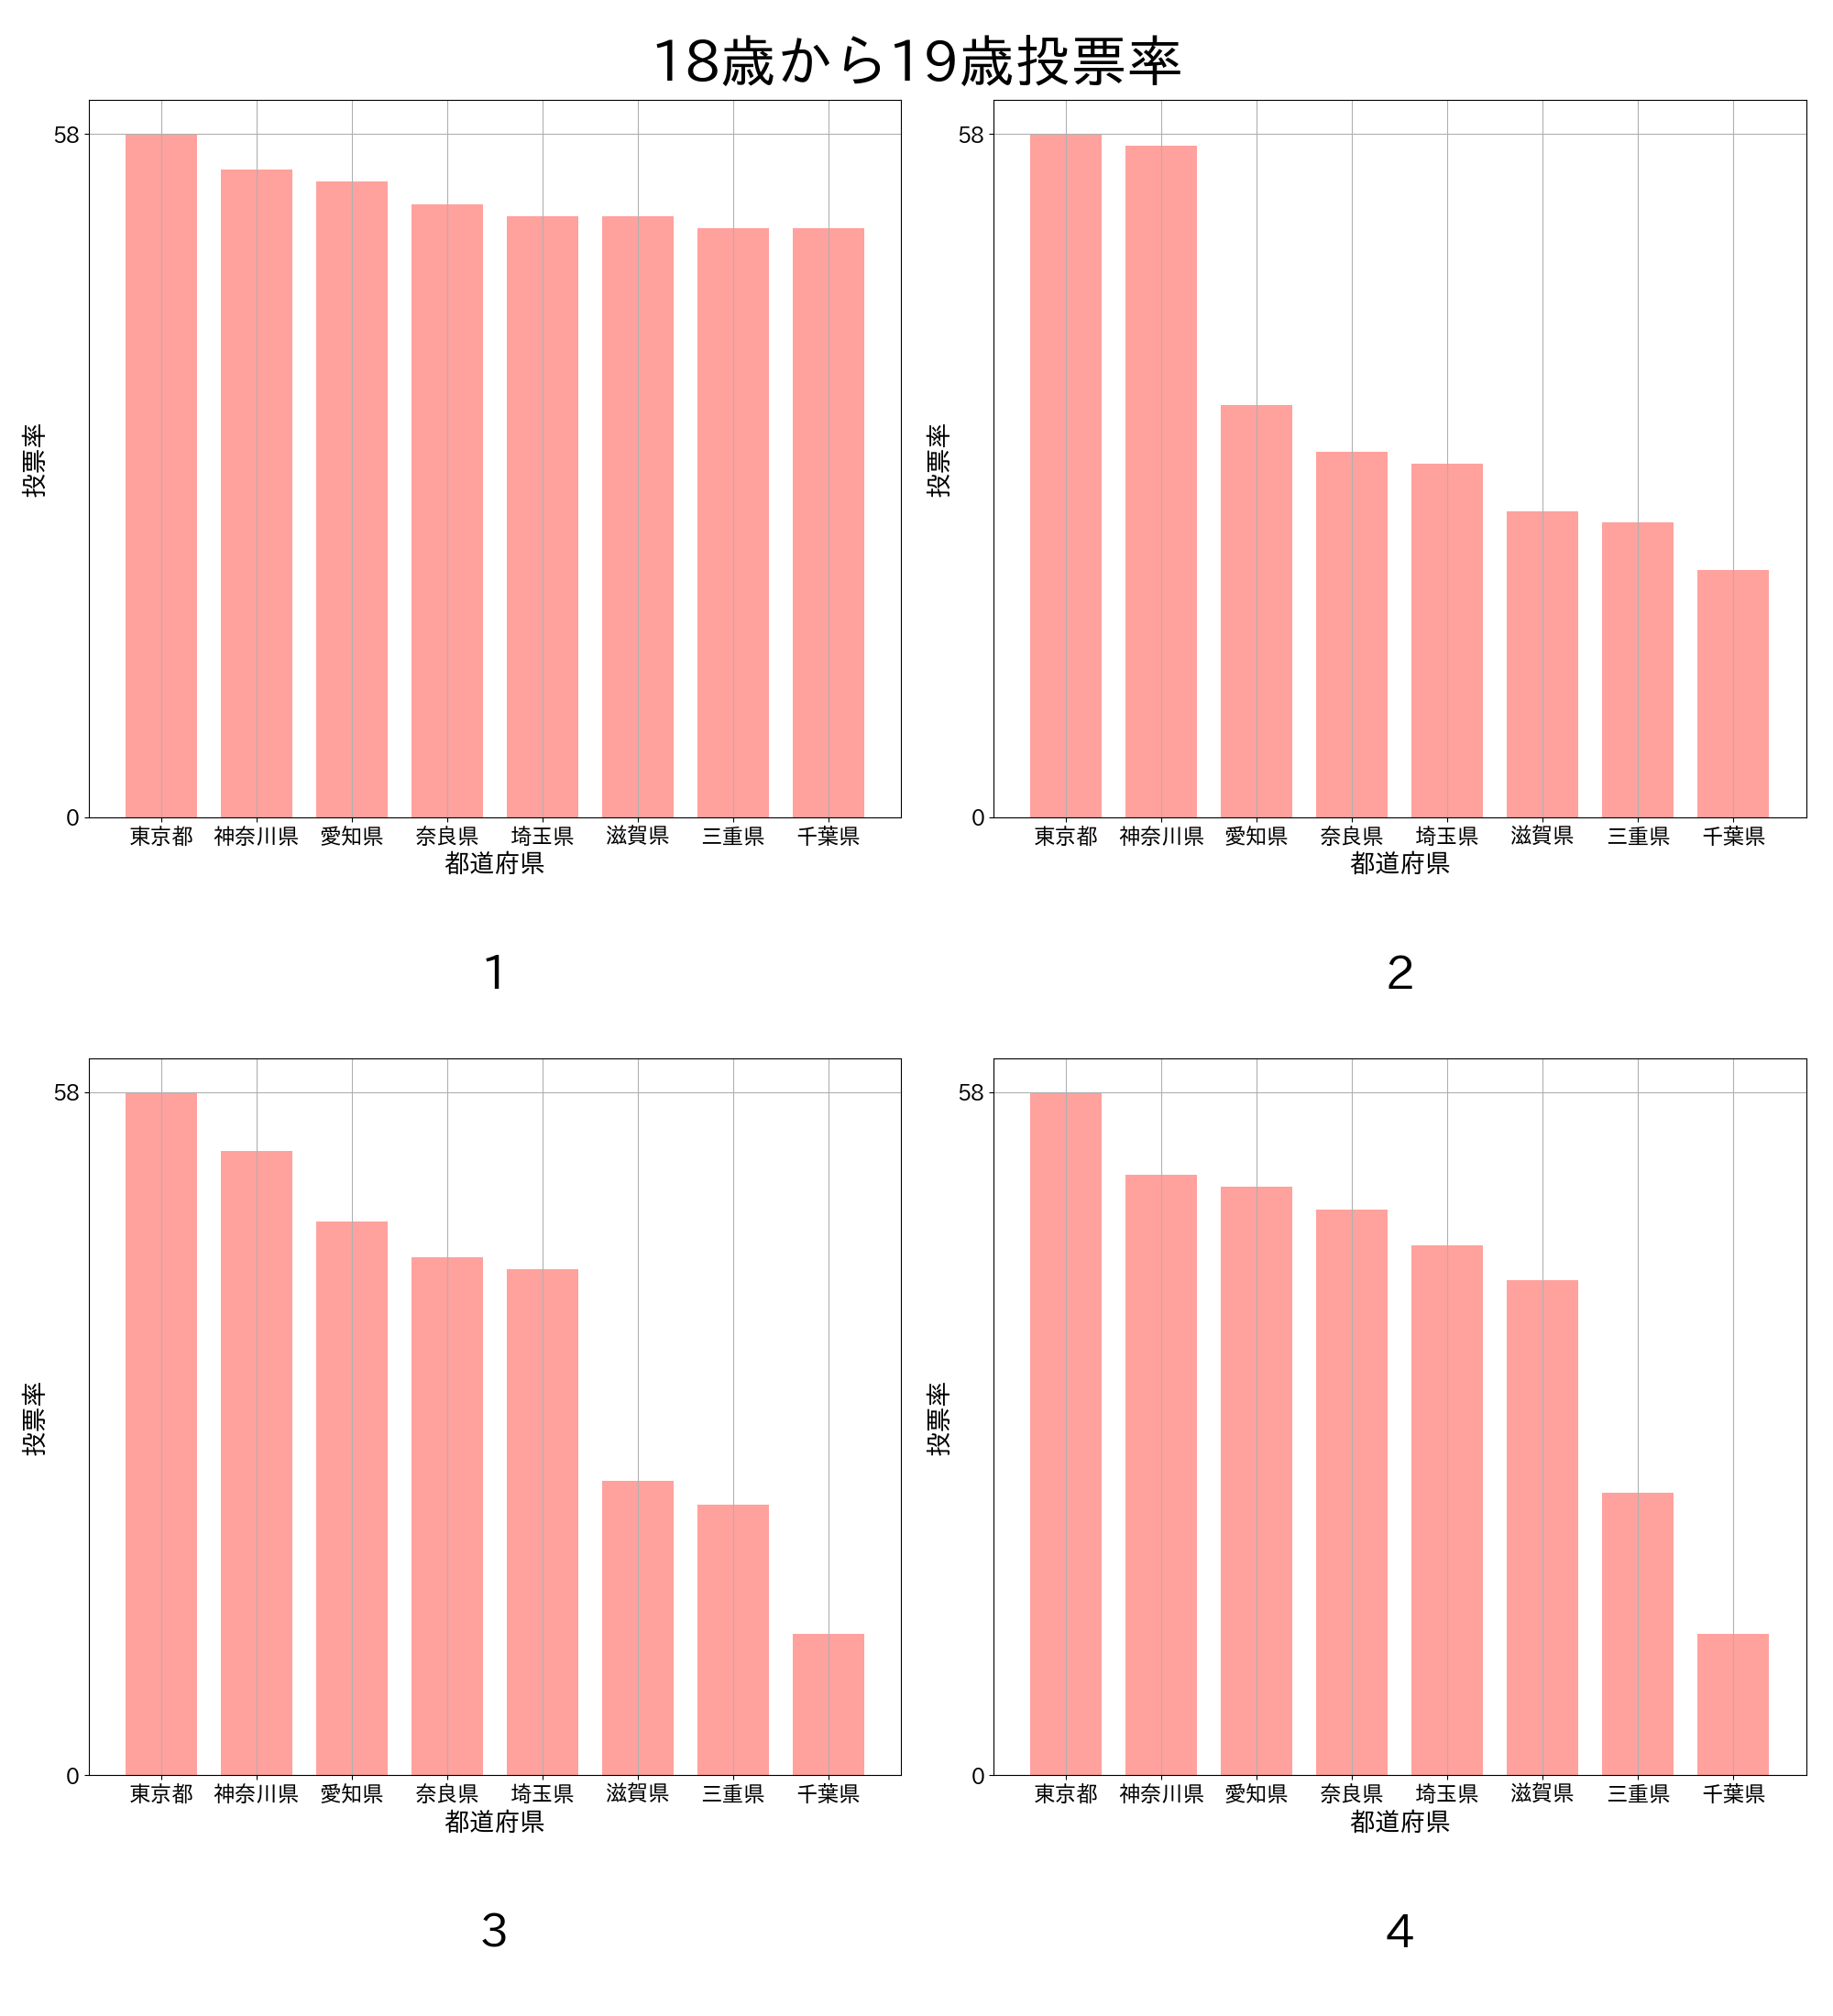 18歳から19歳投票率
58
0
投票率
東京都 神奈川県 愛知県 奈良県 埼玉県 滋賀県 三重県 千葉県
都道府県
1
58
0
投票率
東京都 神奈川県 愛知県 奈良県 埼玉県 滋賀県 三重県 千葉県
都道府県
2
58
0
投票率
東京都 神奈川県 愛知県 奈良県 埼玉県 滋賀県 三重県 千葉県
都道府県
3
58
0
投票率
東京都 神奈川県 愛知県 奈良県 埼玉県 滋賀県 三重県 千葉県
都道府県
4